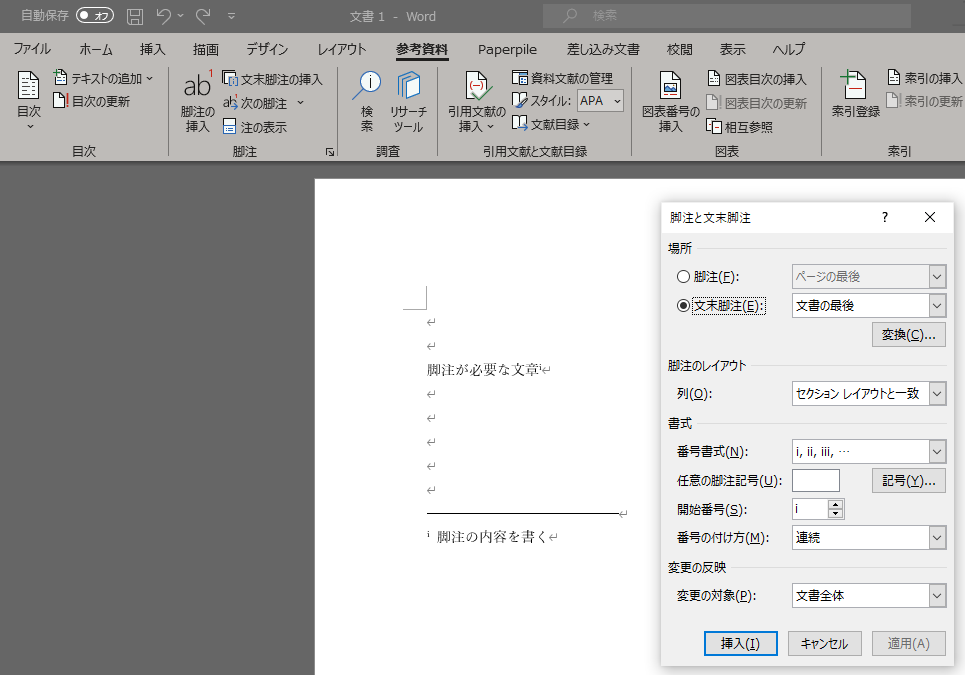 自動保存 オフ 文書 1 - Word 検索
ファイル ホーム 挿入 描画 デザイン レイアウト 参考資料 Paperpile 差し込み文書 校閲 表示 ヘルプ
目次
テキストの追加
目次の更新
目次
ab 1
脚注の
挿入
文末脚注の挿入
次の脚注
注の表示
脚注
検
索
リサーチ
ツール
調査
引用文献の
挿入
資料文献の管理
スタイル: APA
文献目録
引用文献と文献目録
図表番号の
挿入
図表目次の挿入
図表目次の更新
相互参照
図表
索引登録
索引の挿入
索引の更新
索引
脚注が必要な文章i
i 脚注の内容を書く
脚注と文末脚注 ?
場所
脚注(F): ページの最後
文末脚注(E): 文書の最後
変換(C)...
脚注のレイアウト
列(O): セクション レイアウトと一致
書式
番号書式(N): i, ii, iii, …
任意の脚注記号(U): 記号(Y)...
開始番号(S): i
番号の付け方(M): 連続
変更の反映
変更の対象(P): 文書全体
挿入(I) キャンセル 適用(A)